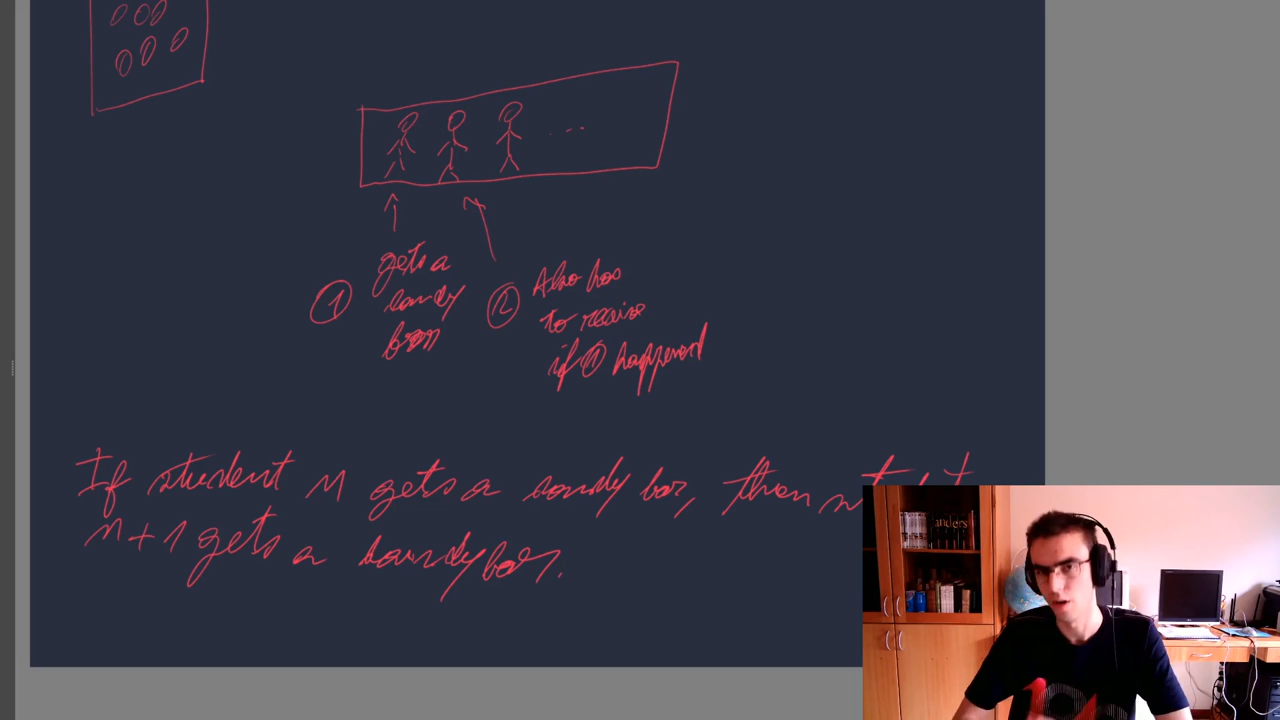 ① gets a
candy
bar
② Also has
to receive
if ① happened
If student n gets a candy bar, then
n+1 gets a candy bar.
anders